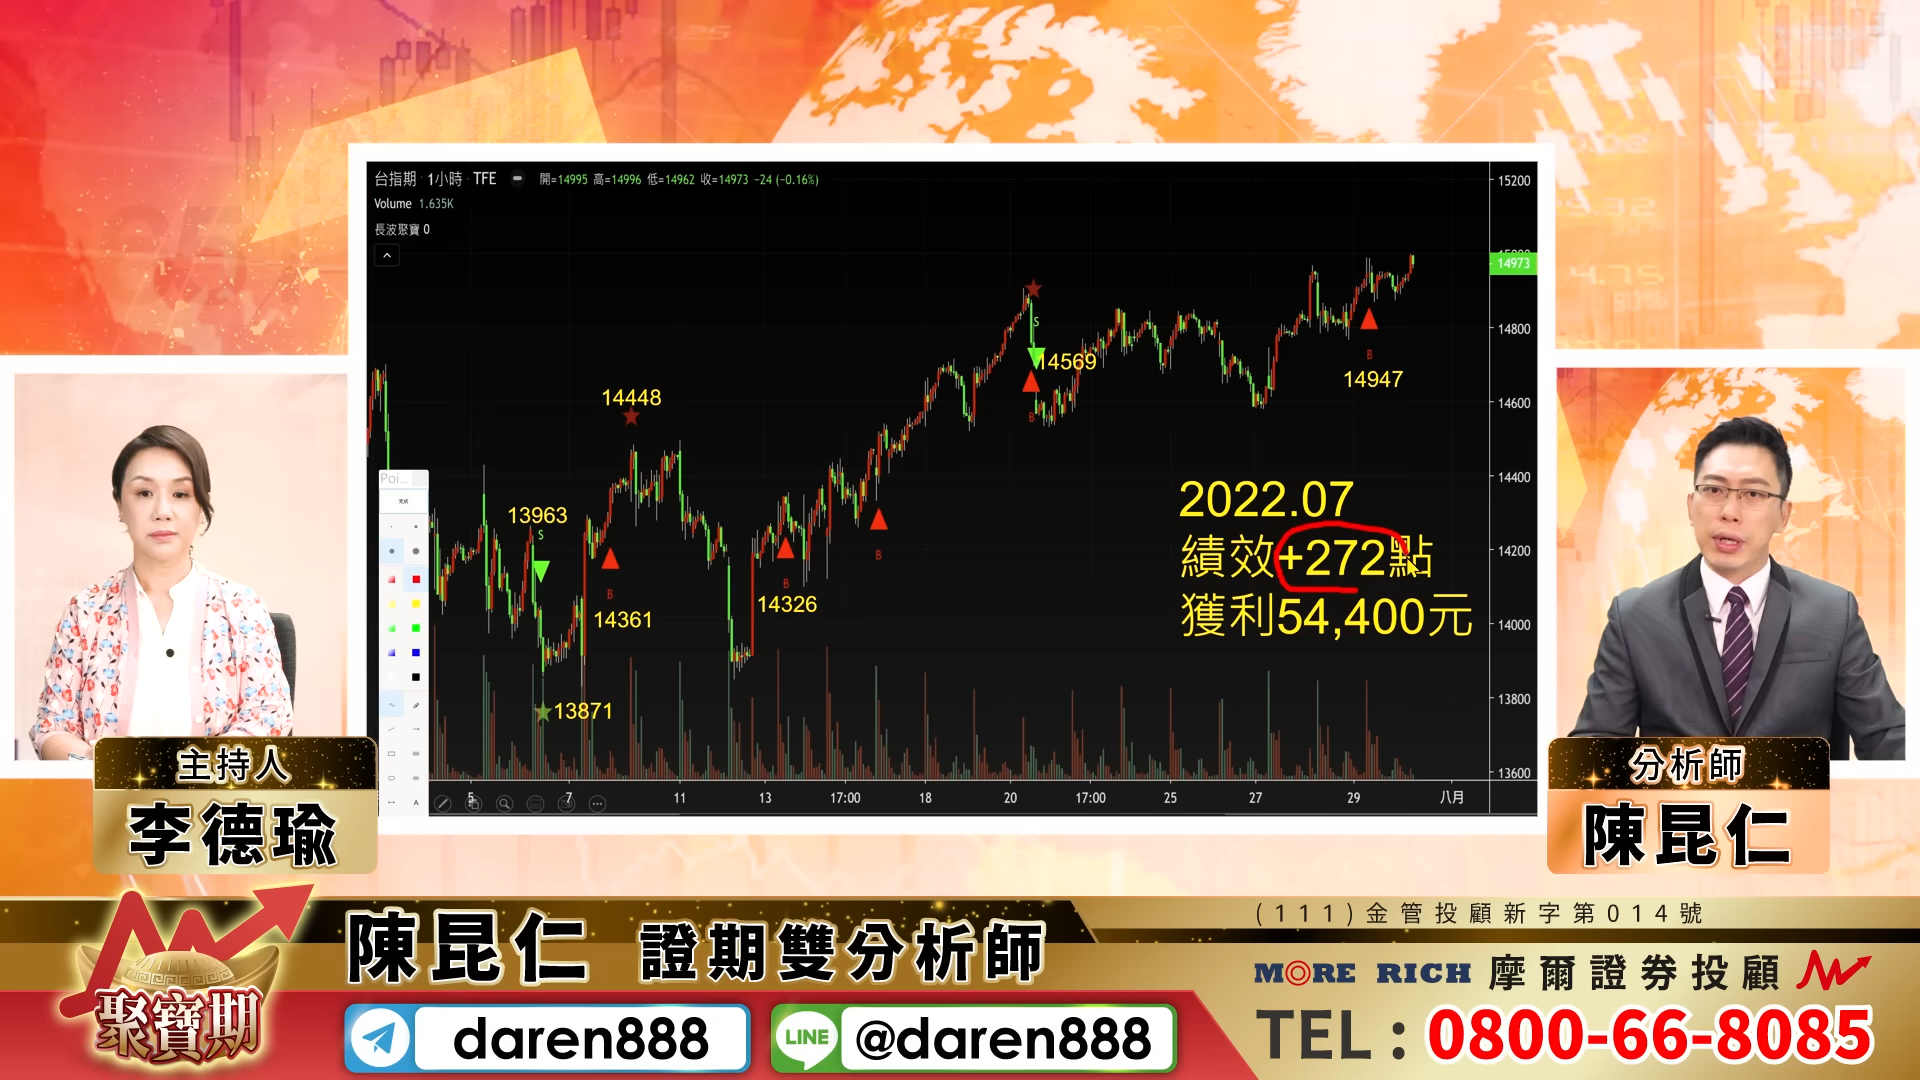 台指期 · 1小時 · TFE 開=14995 高=14996 低=14962 收=14973 −24 (−0.16%)
Volume 1.635K
長波聚寶 0
15200
14973
14800
14600
14400
14200
14000
13800
13600
14448
13963
S
B
14361
13871
B
14326
B
S
14569
B
B
14947
2022.07
績效+272點
獲利54,400元
Poi...
完成
A
5
7
11
13
17:00
18
20
17:00
25
27
29
八月
主持人
李德瑜
分析師
陳昆仁
聚寶期
陳昆仁 證期雙分析師
(111)金管投顧新字第014號
MORE RICH 摩爾證券投顧
daren888
LINE
@daren888
TEL：0800-66-8085